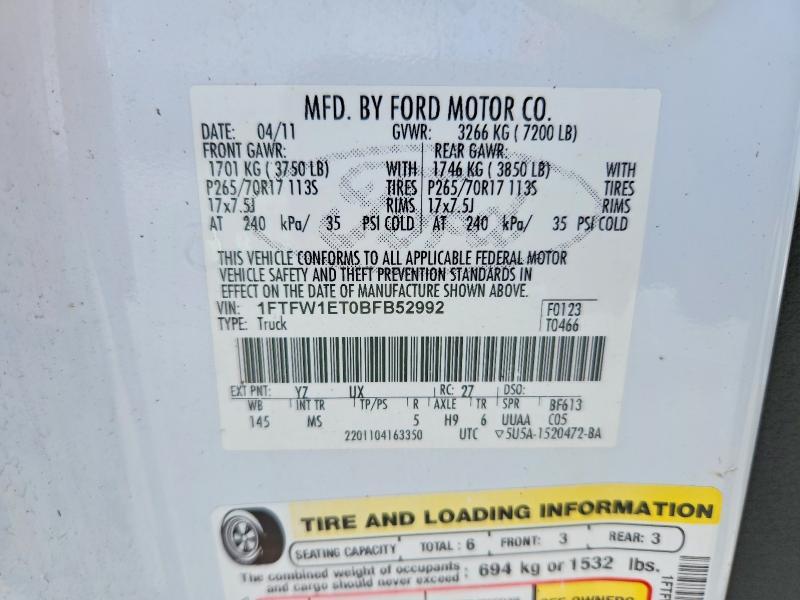 MFD. BY FORD MOTOR CO.
DATE: 04/11 GVWR: 3266 KG ( 7200 LB)
FRONT GAWR: REAR GAWR:
1701 KG ( 3750 LB) WITH 1746 KG ( 3850 LB) WITH
P265/70R17 113S TIRES P265/70R17 113S TIRES
17x7.5J RIMS 17x7.5J RIMS
AT 240 kPa/ 35 PSI COLD AT 240 kPa/ 35 PSI COLD
THIS VEHICLE CONFORMS TO ALL APPLICABLE FEDERAL MOTOR
VEHICLE SAFETY AND THEFT PREVENTION STANDARDS IN
EFFECT ON THE DATE OF MANUFACTURE SHOWN ABOVE.
VIN: 1FTFW1ET0BFB52992 F0123
TYPE: Truck T0466
EXT PNT: YZ UX RC: 27 DSO:
WB INT TR TP/PS R AXLE TR SPR BF613
145 MS 5 H9 6 UUAA C05
2201104163350 UTC ▽5U5A-1520472-BA
TIRE AND LOADING INFORMATION
SEATING CAPACITY TOTAL : 6 FRONT: 3 REAR: 3
The combined weight of occupants and cargo should never exceed : 694 kg or 1532 lbs.
SEE OWNERS